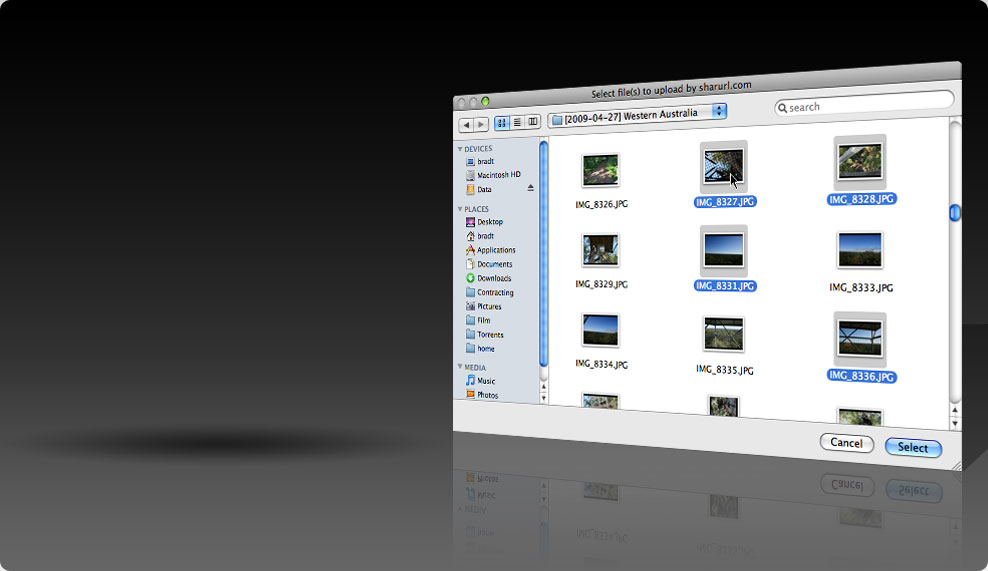 Select file(s) to upload by sharurl.com
[2009-04-27] Western Australia
search
DEVICES
bradt
Macintosh HD
Data
PLACES
Desktop
bradt
Applications
Documents
Downloads
Contracting
Pictures
Film
Torrents
home
MEDIA
Music
Photos
IMG_8326.JPG
IMG_8327.JPG
IMG_8328.JPG
IMG_8329.JPG
IMG_8331.JPG
IMG_8333.JPG
IMG_8334.JPG
IMG_8335.JPG
IMG_8336.JPG
Cancel
Select